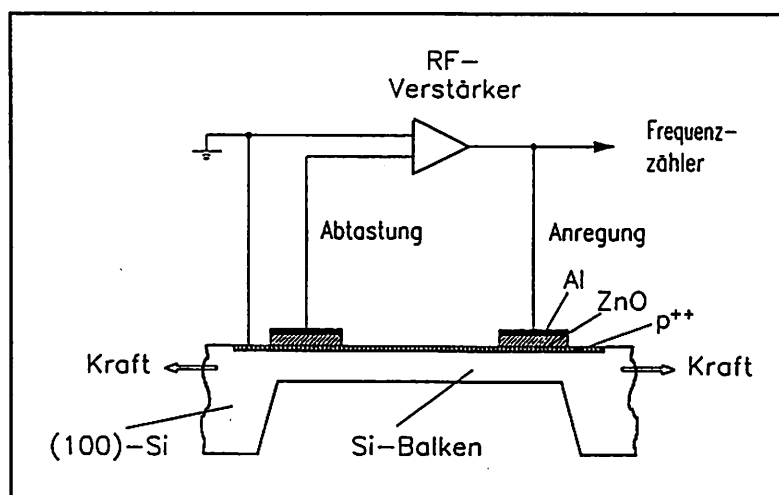 RF-
Verstärker
Frequenz-
zähler
Abtastung
Anregung
Al
ZnO
p++
Kraft
Kraft
(100)-Si
Si-Balken